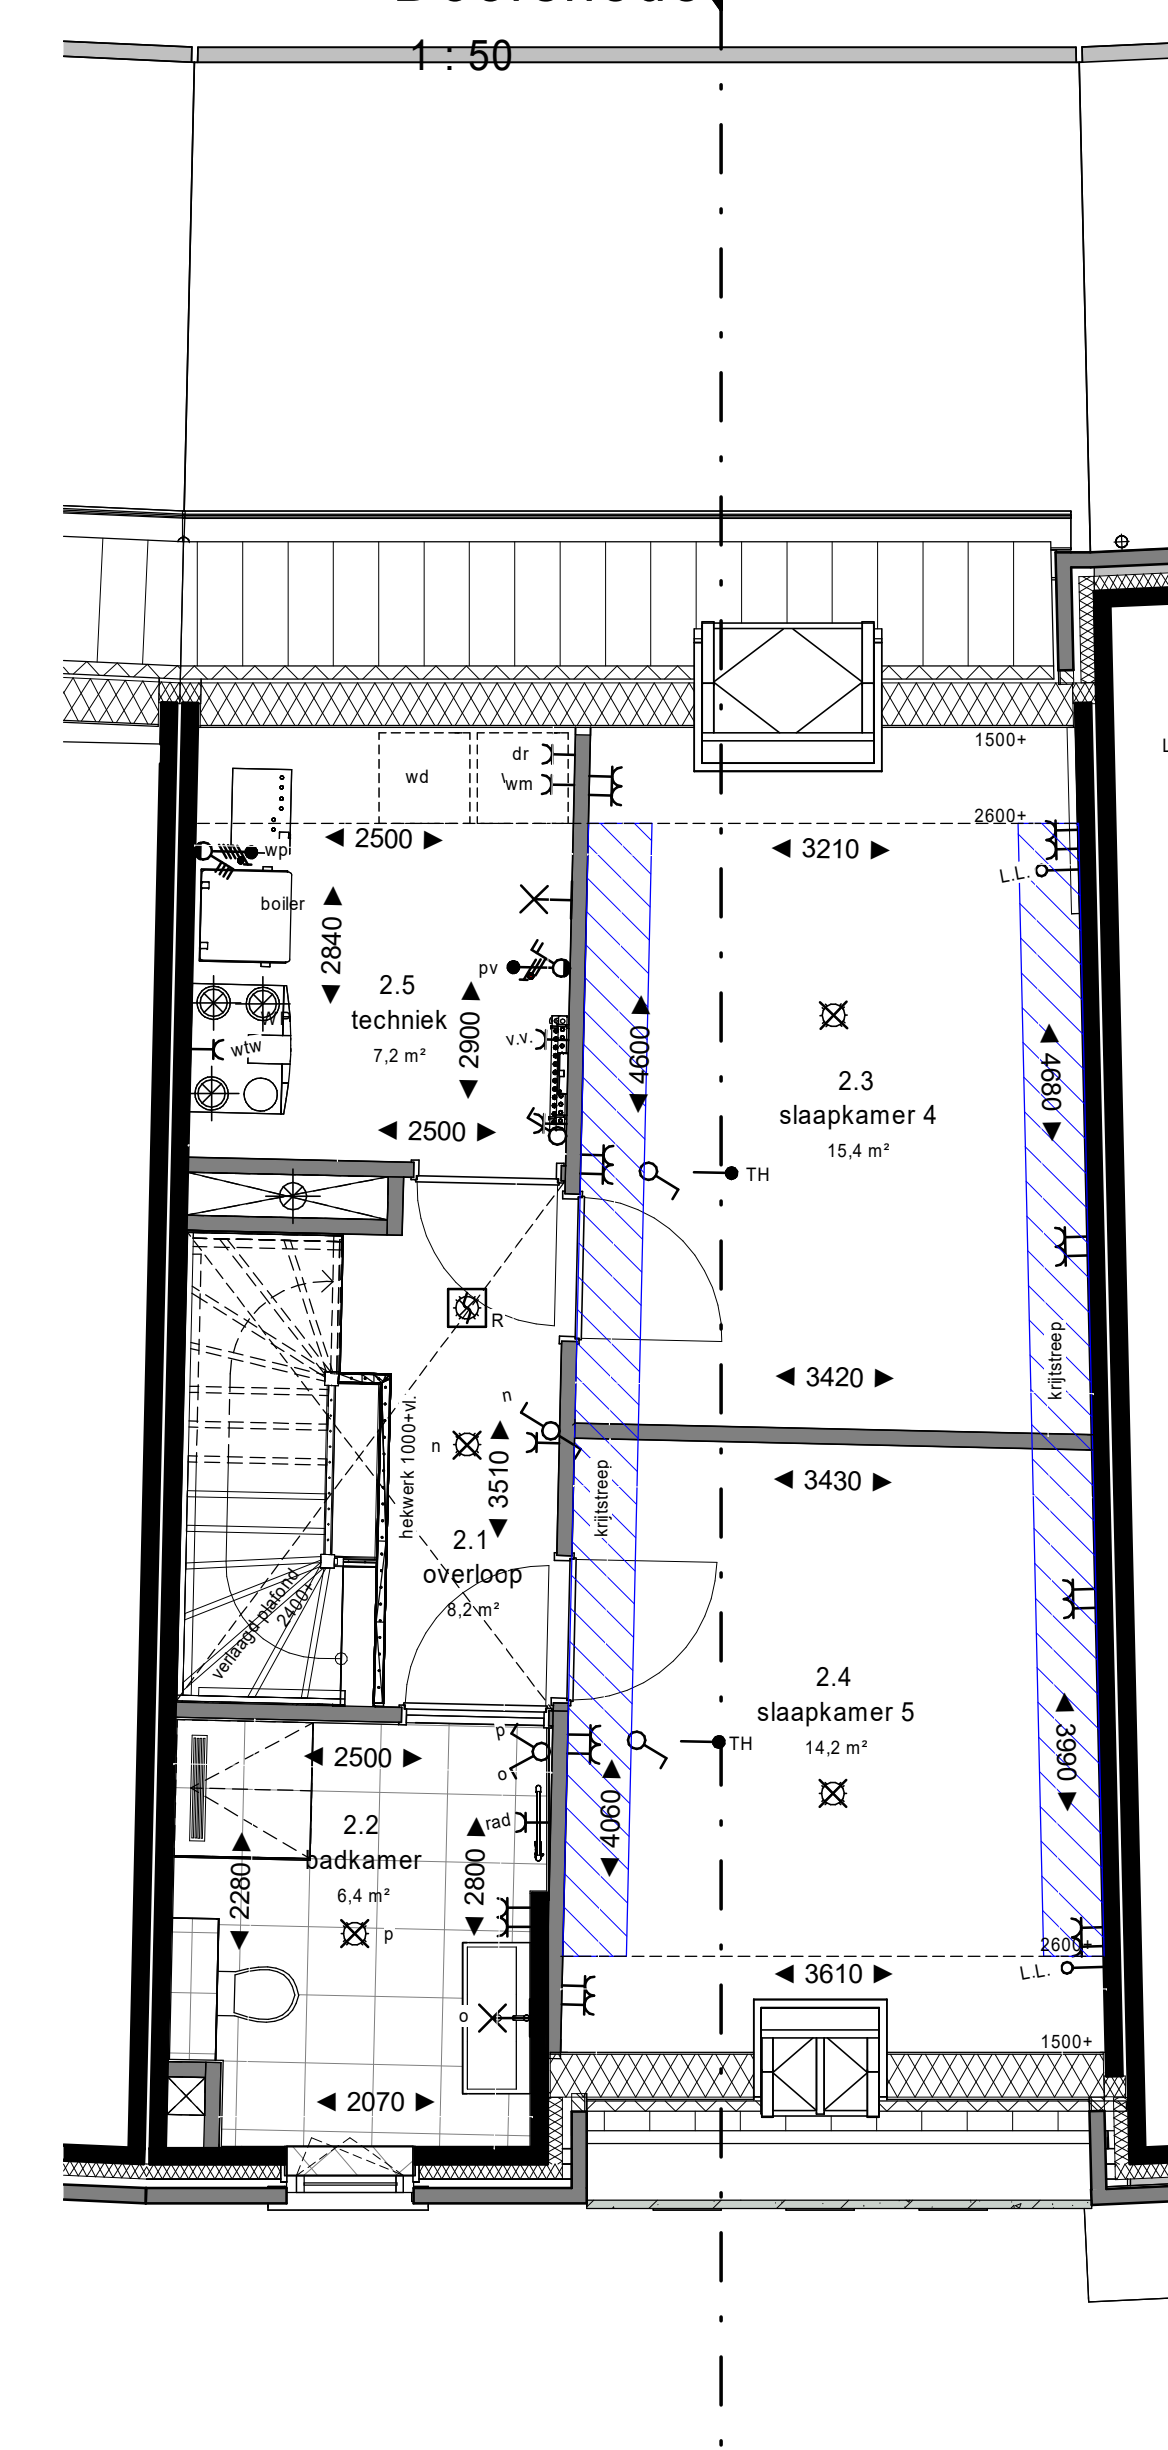 1 : 50
1500+
dr
wd
wm
2600+
2500
3210
wp
L.L.
boiler
2840
pv
2.5
techniek
7,2 m²
2900
v.v.
wtw
4600
4680
2.3
slaapkamer 4
15,4 m²
2500
TH
R
krijtstreep
3420
n
n
hekwerk 1000+vl.
3510
krijtstreep
3430
2.1
overloop
8,2 m²
verlaagd plafond
2400+
2.4
slaapkamer 5
14,2 m²
p
o
2500
TH
3990
4060
rad
2.2
badkamer
6,4 m²
2280
2800
p
2600+
L.L.
3610
o
1500+
2070